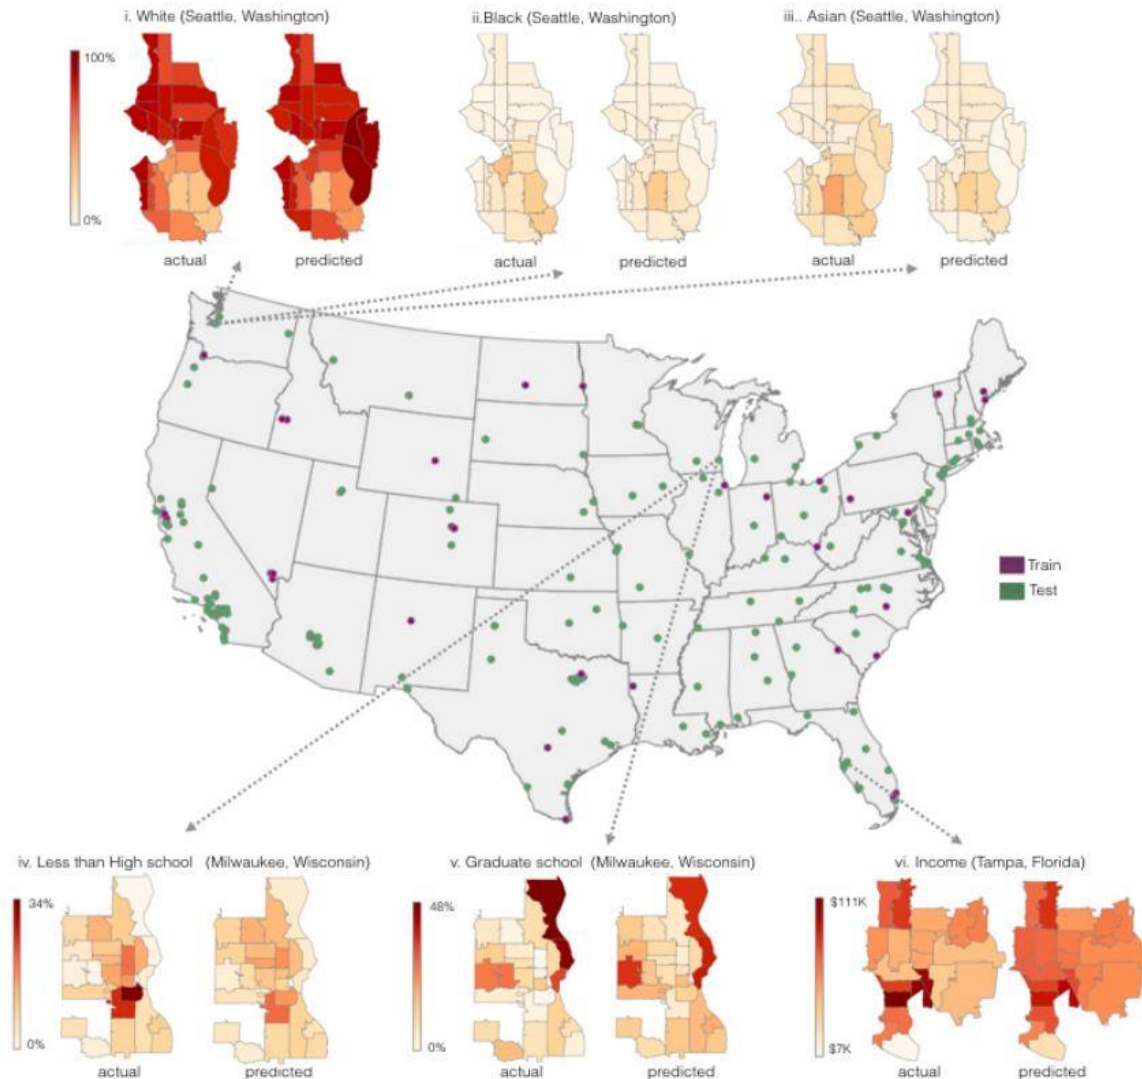 i. White (Seattle, Washington)
ii.Black (Seattle, Washington)
iii.. Asian (Seattle, Washington)
100%
0%
actual
predicted
actual
predicted
actual
predicted
Train
Test
iv. Less than High school (Milwaukee, Wisconsin)
v. Graduate school (Milwaukee, Wisconsin)
vi. Income (Tampa, Florida)
34%
0%
48%
0%
$111K
$7K
actual
predicted
actual
predicted
actual
predicted